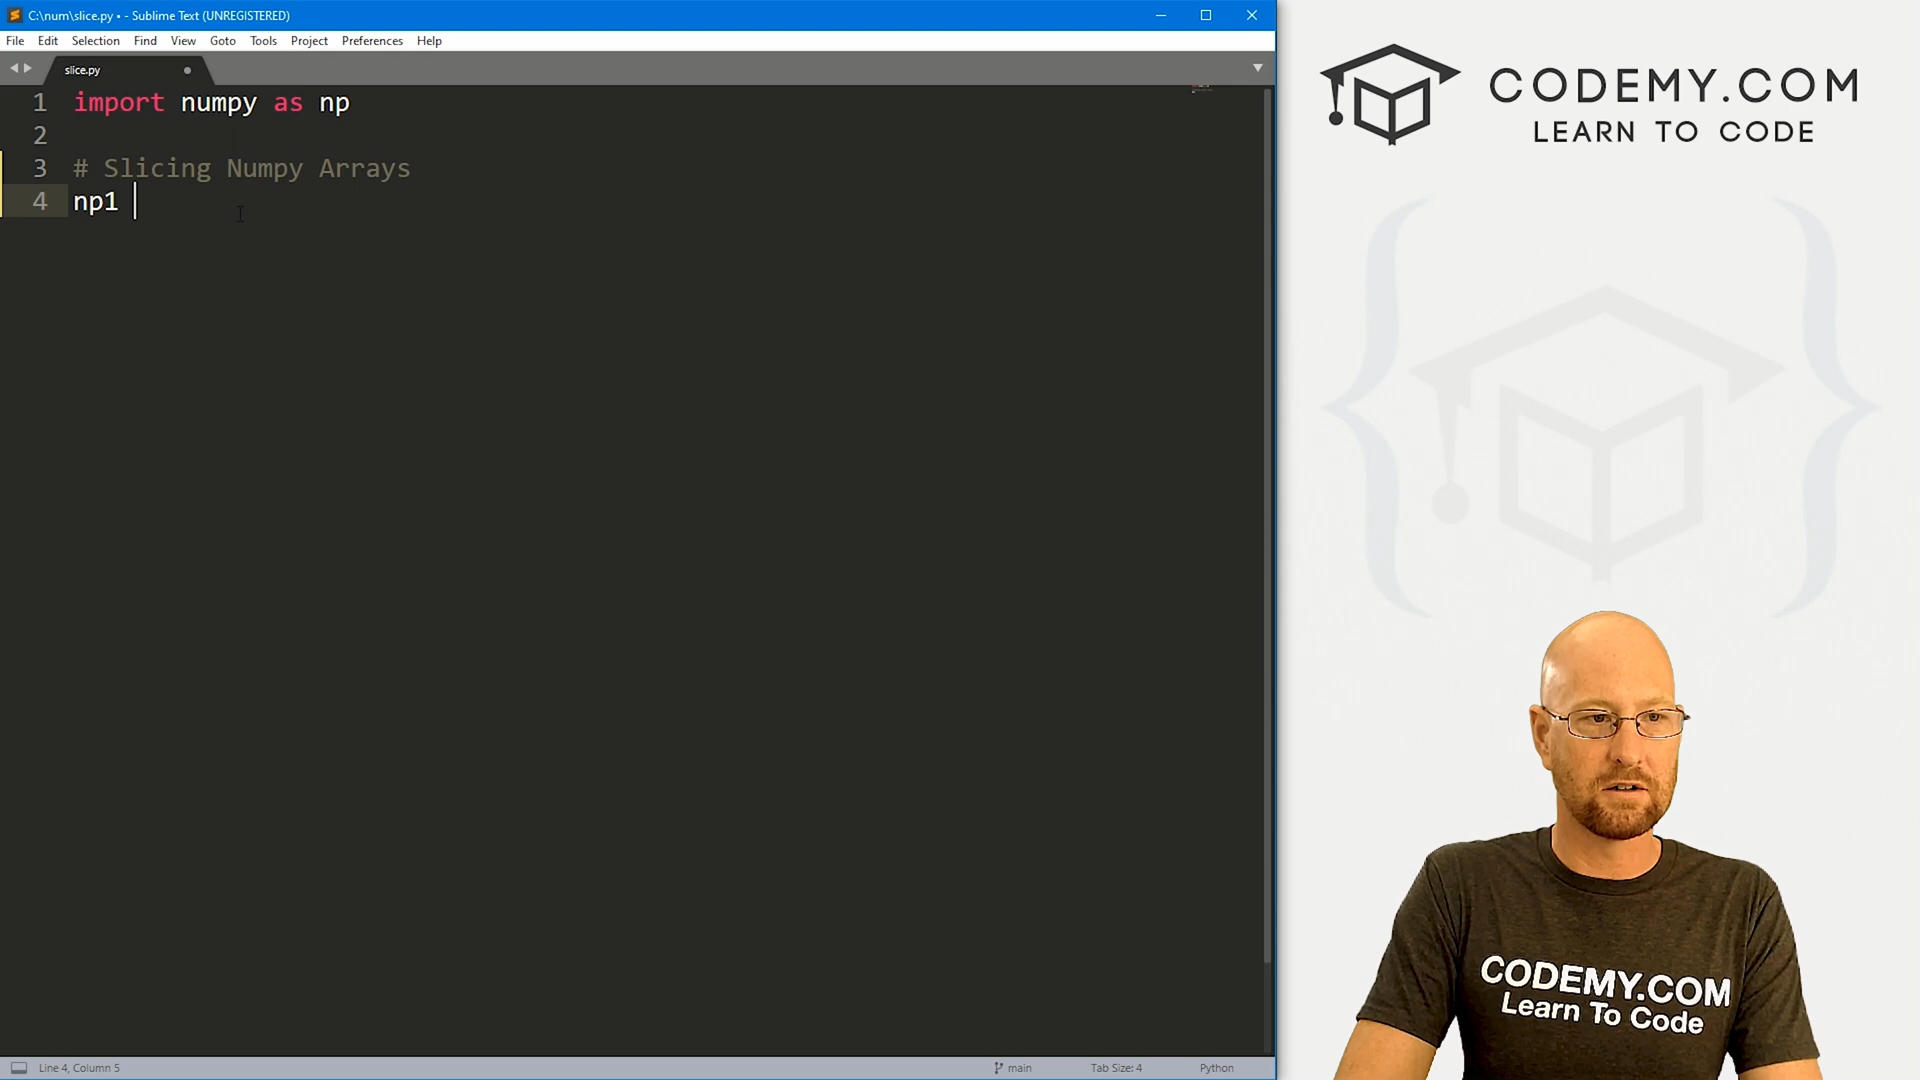 C:\num\slice.py • - Sublime Text (UNREGISTERED)
File Edit Selection Find View Goto Tools Project Preferences Help
slice.py
1 import numpy as np
2
3 # Slicing Numpy Arrays
4 np1
Line 4, Column 5
main
Tab Size: 4
Python
CODEMY.COM
LEARN TO CODE
CODEMY.COM
Learn To Code